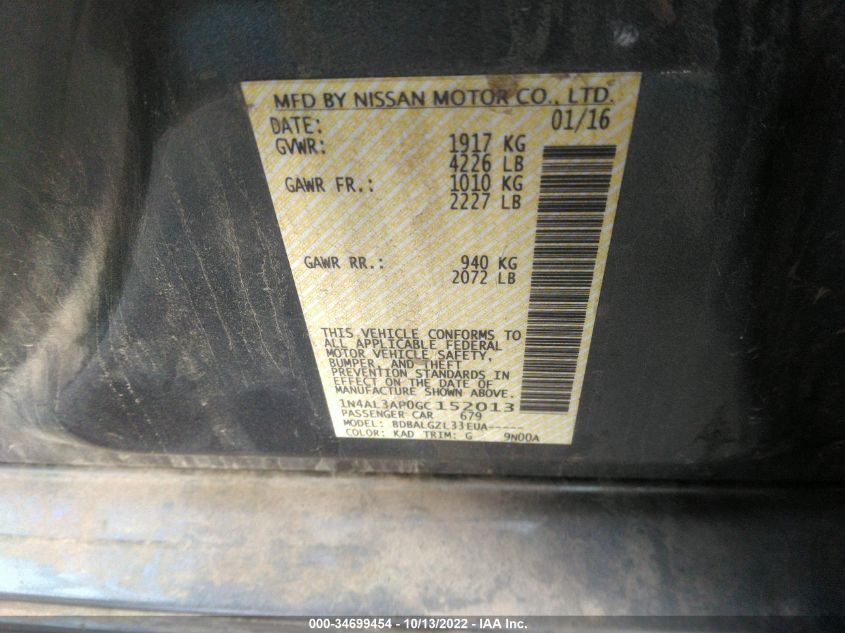 MFD BY NISSAN MOTOR CO., LTD.
DATE: 01/16
GVWR: 1917 KG
4226 LB
GAWR FR.: 1010 KG
2227 LB
GAWR RR.: 940 KG
2072 LB
THIS VEHICLE CONFORMS TO
ALL APPLICABLE FEDERAL
MOTOR VEHICLE SAFETY,
BUMPER, AND THEFT
PREVENTION STANDARDS IN
EFFECT ON THE DATE OF
MANUFACTURE SHOWN ABOVE.
1N4AL3AP0GC152013
PASSENGER CAR 679
MODEL: BDBALGZL33EUA-----
COLOR: KAD TRIM: G 9N00A
000-34699454 - 10/13/2022 - IAA Inc.